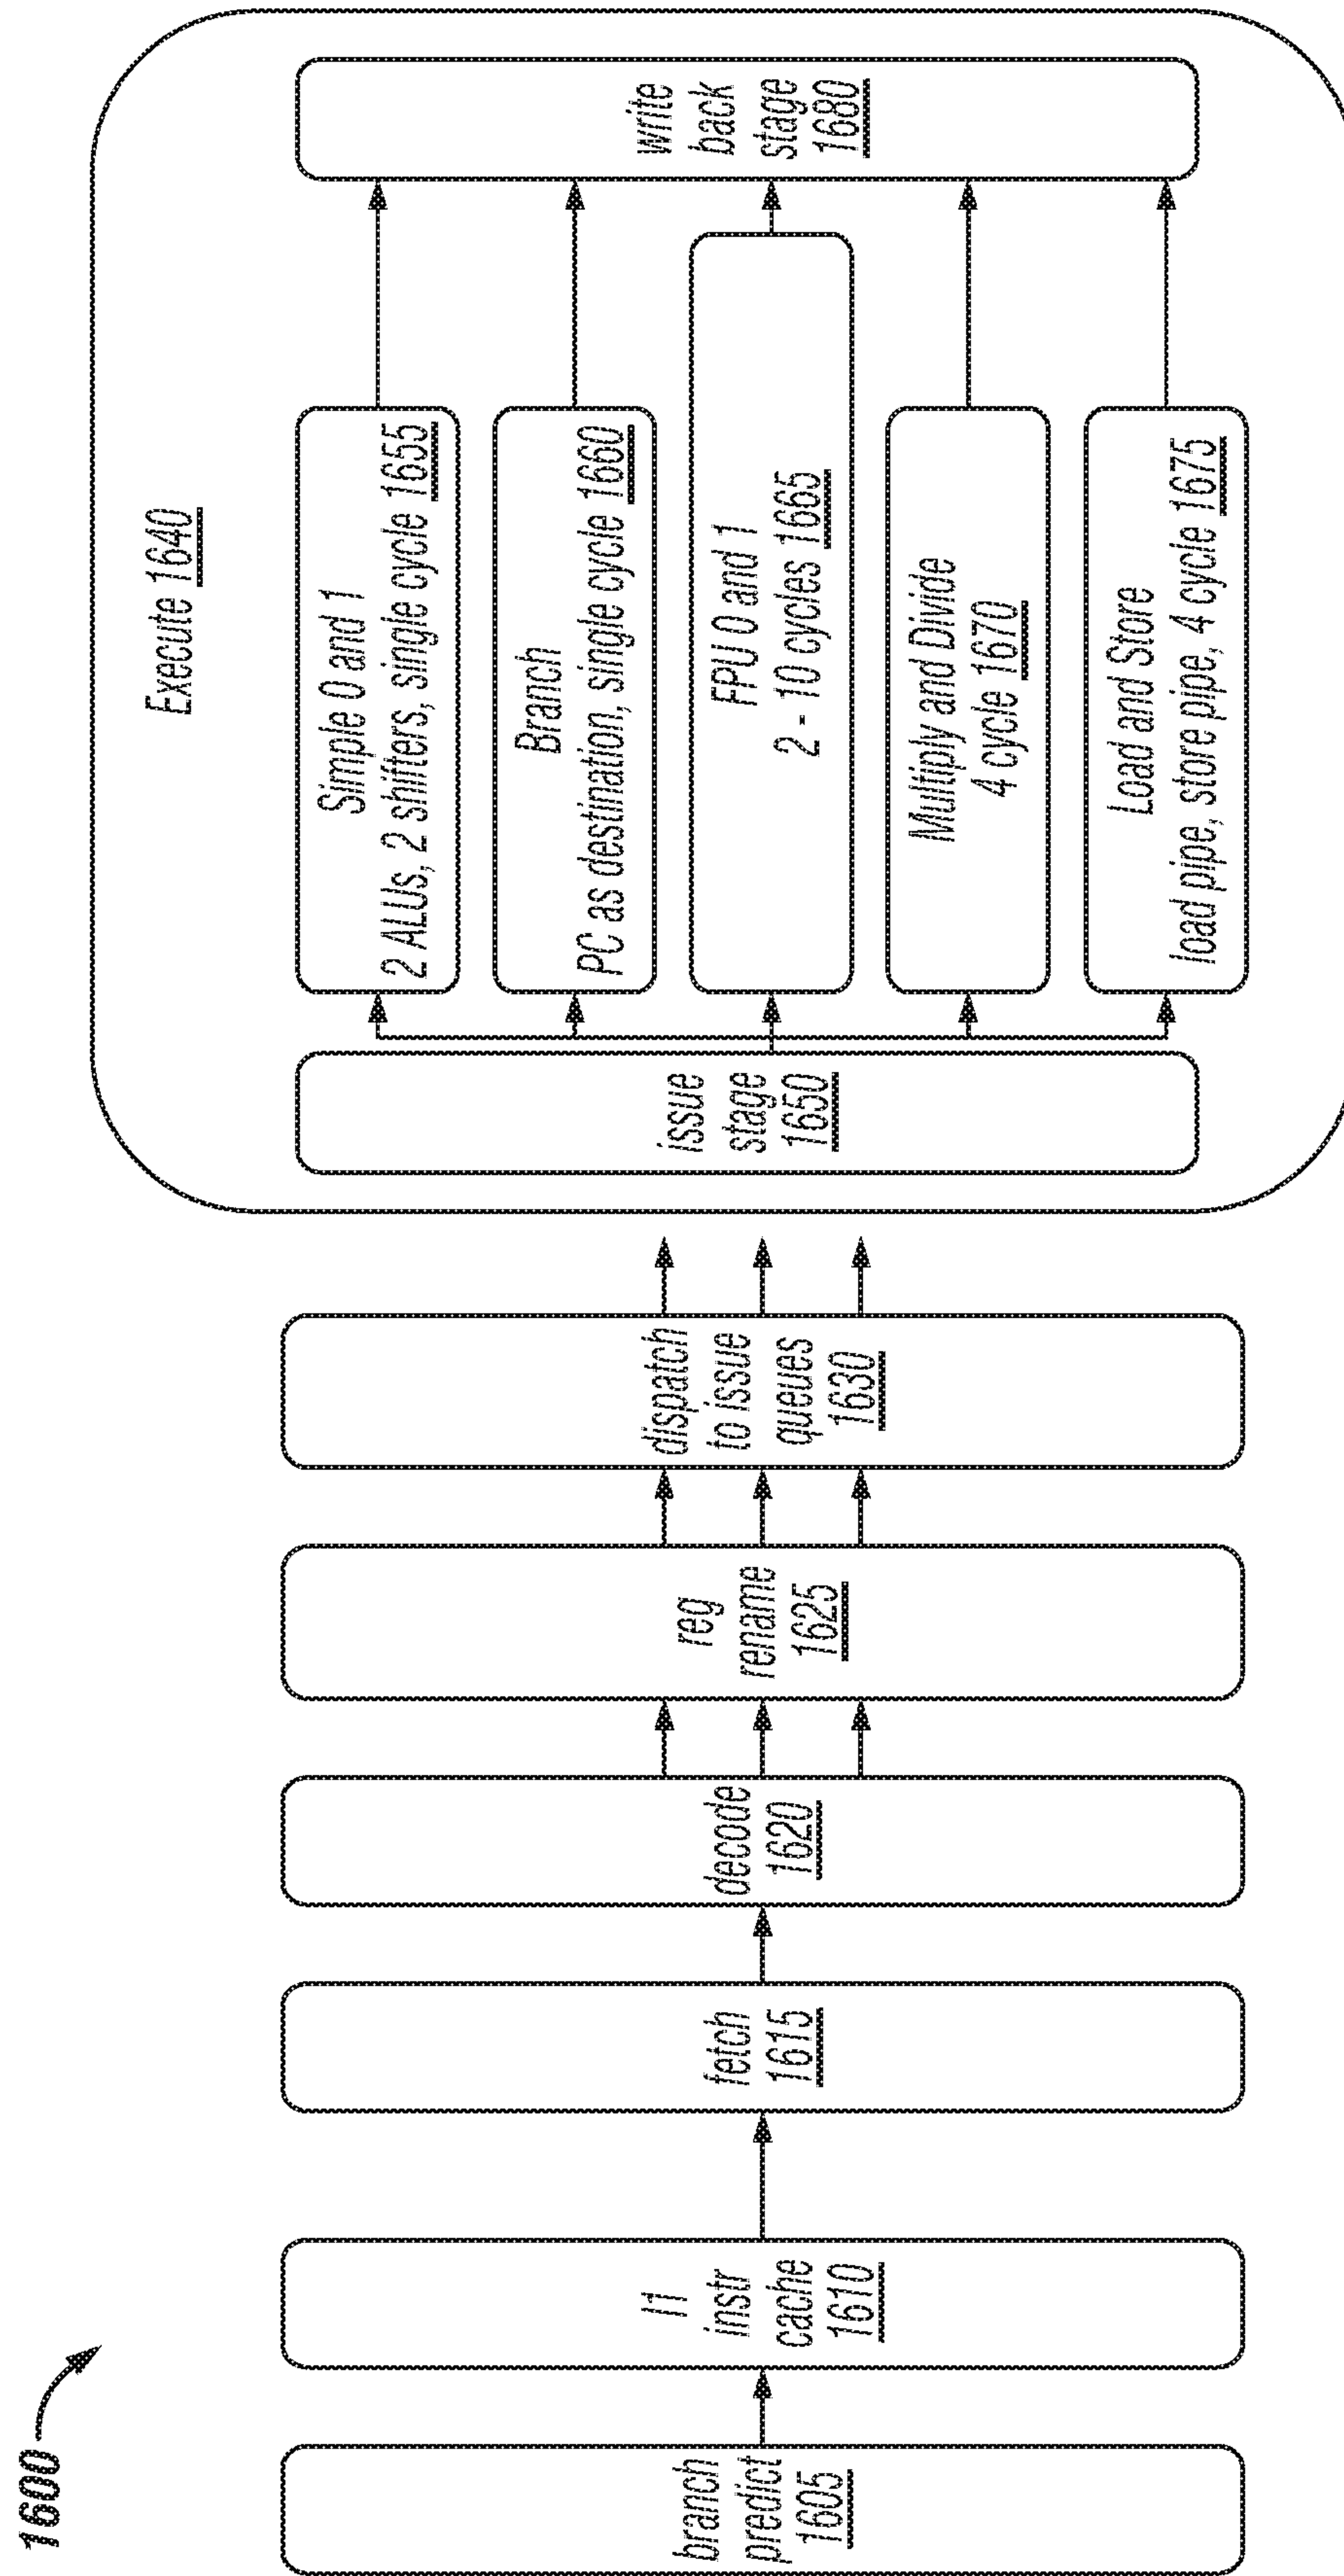 1600
branch
predict
1605
l1
instr
cache
1610
fetch
1615
decode
1620
reg
rename
1625
dispatch
to issue
queues
1630
Execute 1640
issue
stage
1650
Simple 0 and 1
2 ALUs, 2 shifters, single cycle 1655
Branch
PC as destination, single cycle 1660
FPU 0 and 1
2 - 10 cycles 1665
Multiply and Divide
4 cycle 1670
Load and Store
load pipe, store pipe, 4 cycle 1675
write
back
stage
1680